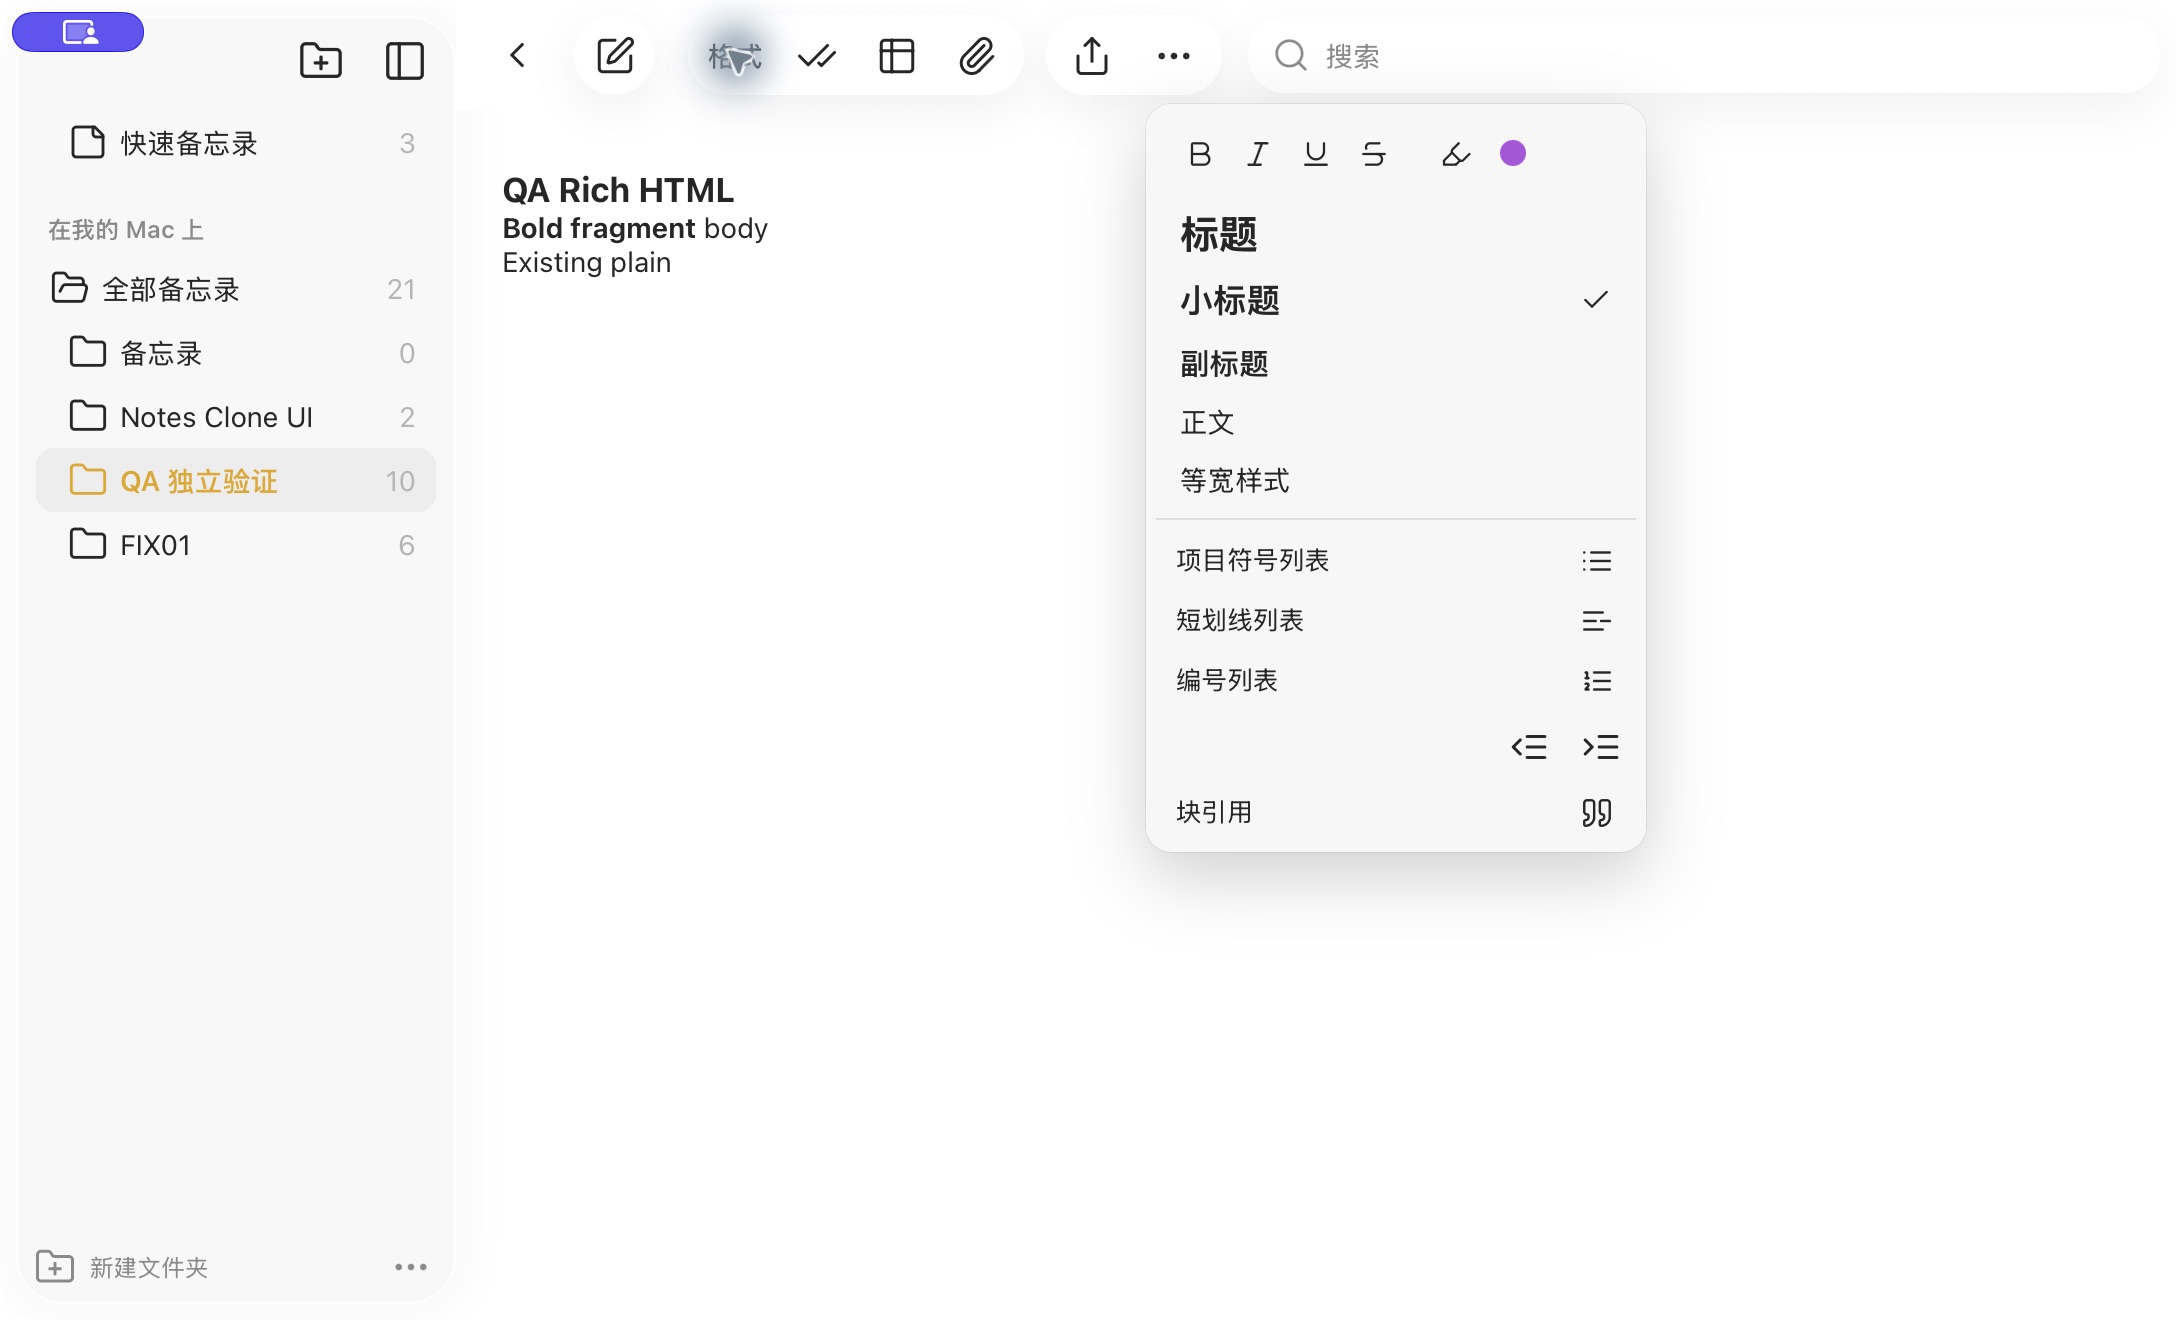 格式
搜索
快速备忘录 3
在我的 Mac 上
全部备忘录 21
备忘录 0
Notes Clone UI 2
QA 独立验证 10
FIX01 6
新建文件夹
QA Rich HTML
Bold fragment body
Existing plain
B I U S
标题
小标题
副标题
正文
等宽样式
项目符号列表
短划线列表
编号列表
块引用